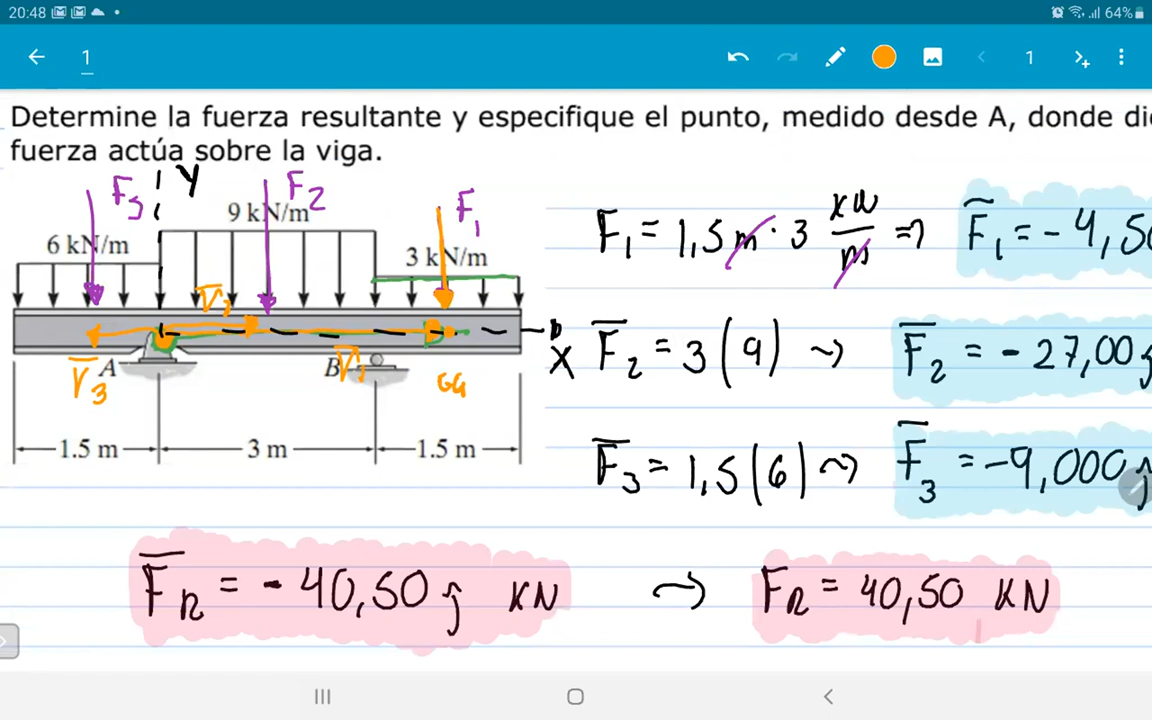 20:48 64%
1 1
Determine la fuerza resultante y especifique el punto, medido desde A, donde di
fuerza actúa sobre la viga.
F3 Y F2 F1
9 kN/m
6 kN/m 3 kN/m
F1 = 1,5 m · 3 kN/m => F1 = - 4,50
V3 A B V1 X
F2 = 3 (9) ~> F2 = - 27,00 j
1.5 m 3 m 1.5 m
F3 = 1,5 (6) ~> F3 = -9,000 j
FR = - 40,50 j KN ~> FR = 40,50 KN